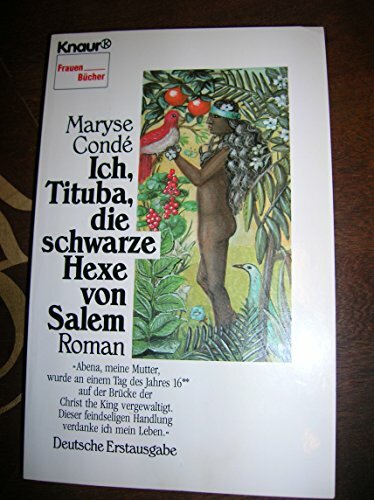 Knaur K
Frauen
Bücher
Maryse
Condé
Ich,
Tituba,
die
schwarze
Hexe
von
Salem
Roman
»Abena, meine Mutter,
wurde an einem Tag des Jahres 16**
auf der Brücke der
Christ the King vergewaltigt.
Dieser feindseligen Handlung
verdanke ich mein Leben.«
Deutsche Erstausgabe